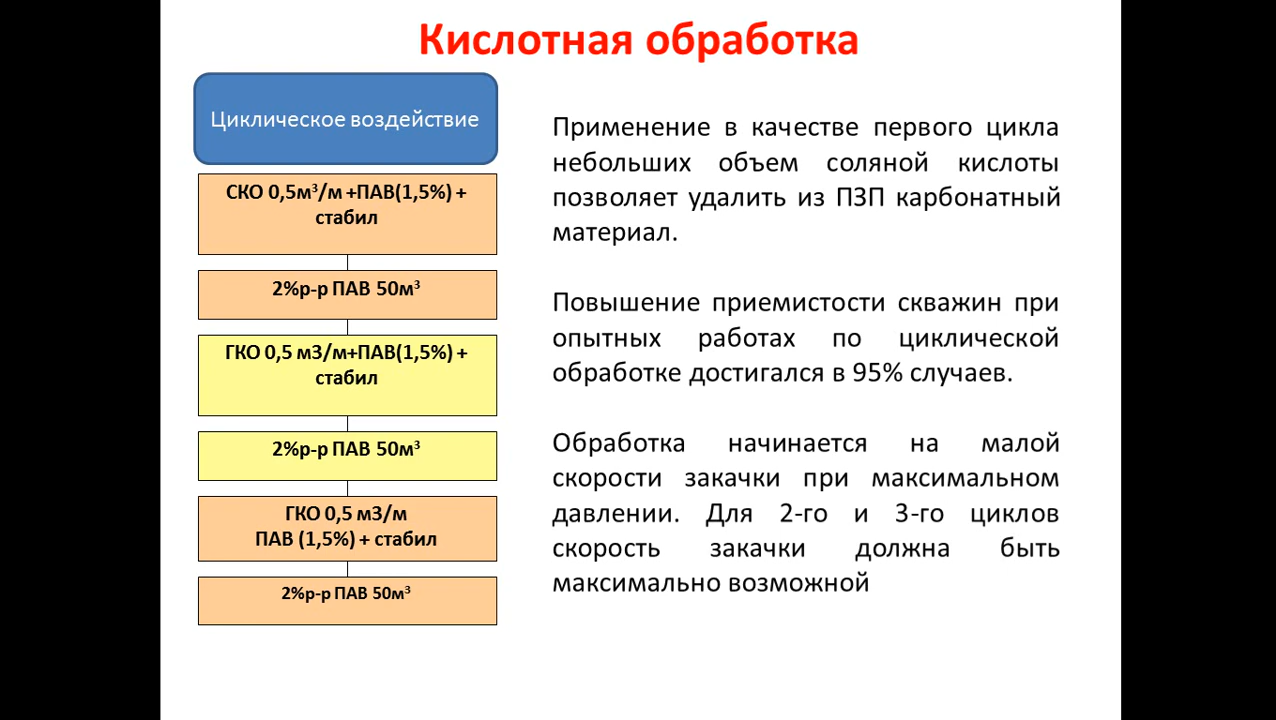 Кислотная обработка
Циклическое воздействие
СКО 0,5м³/м +ПАВ(1,5%) +
стабил
2%р-р ПАВ 50м³
ГКО 0,5 м3/м+ПАВ(1,5%) +
стабил
2%р-р ПАВ 50м³
ГКО 0,5 м3/м
ПАВ (1,5%) + стабил
2%р-р ПАВ 50м³
Применение в качестве первого цикла
небольших объем соляной кислоты
позволяет удалить из ПЗП карбонатный
материал.
Повышение приемистости скважин при
опытных работах по циклической
обработке достигался в 95% случаев.
Обработка начинается на малой
скорости закачки при максимальном
давлении. Для 2-го и 3-го циклов
скорость закачки должна быть
максимально возможной